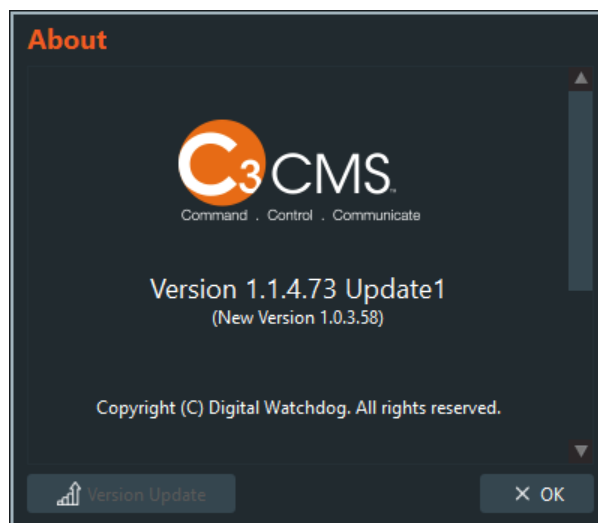 About
C3 CMS™
Command . Control . Communicate
Version 1.1.4.73 Update1
(New Version 1.0.3.58)
Copyright (C) Digital Watchdog. All rights reserved.
Version Update
OK